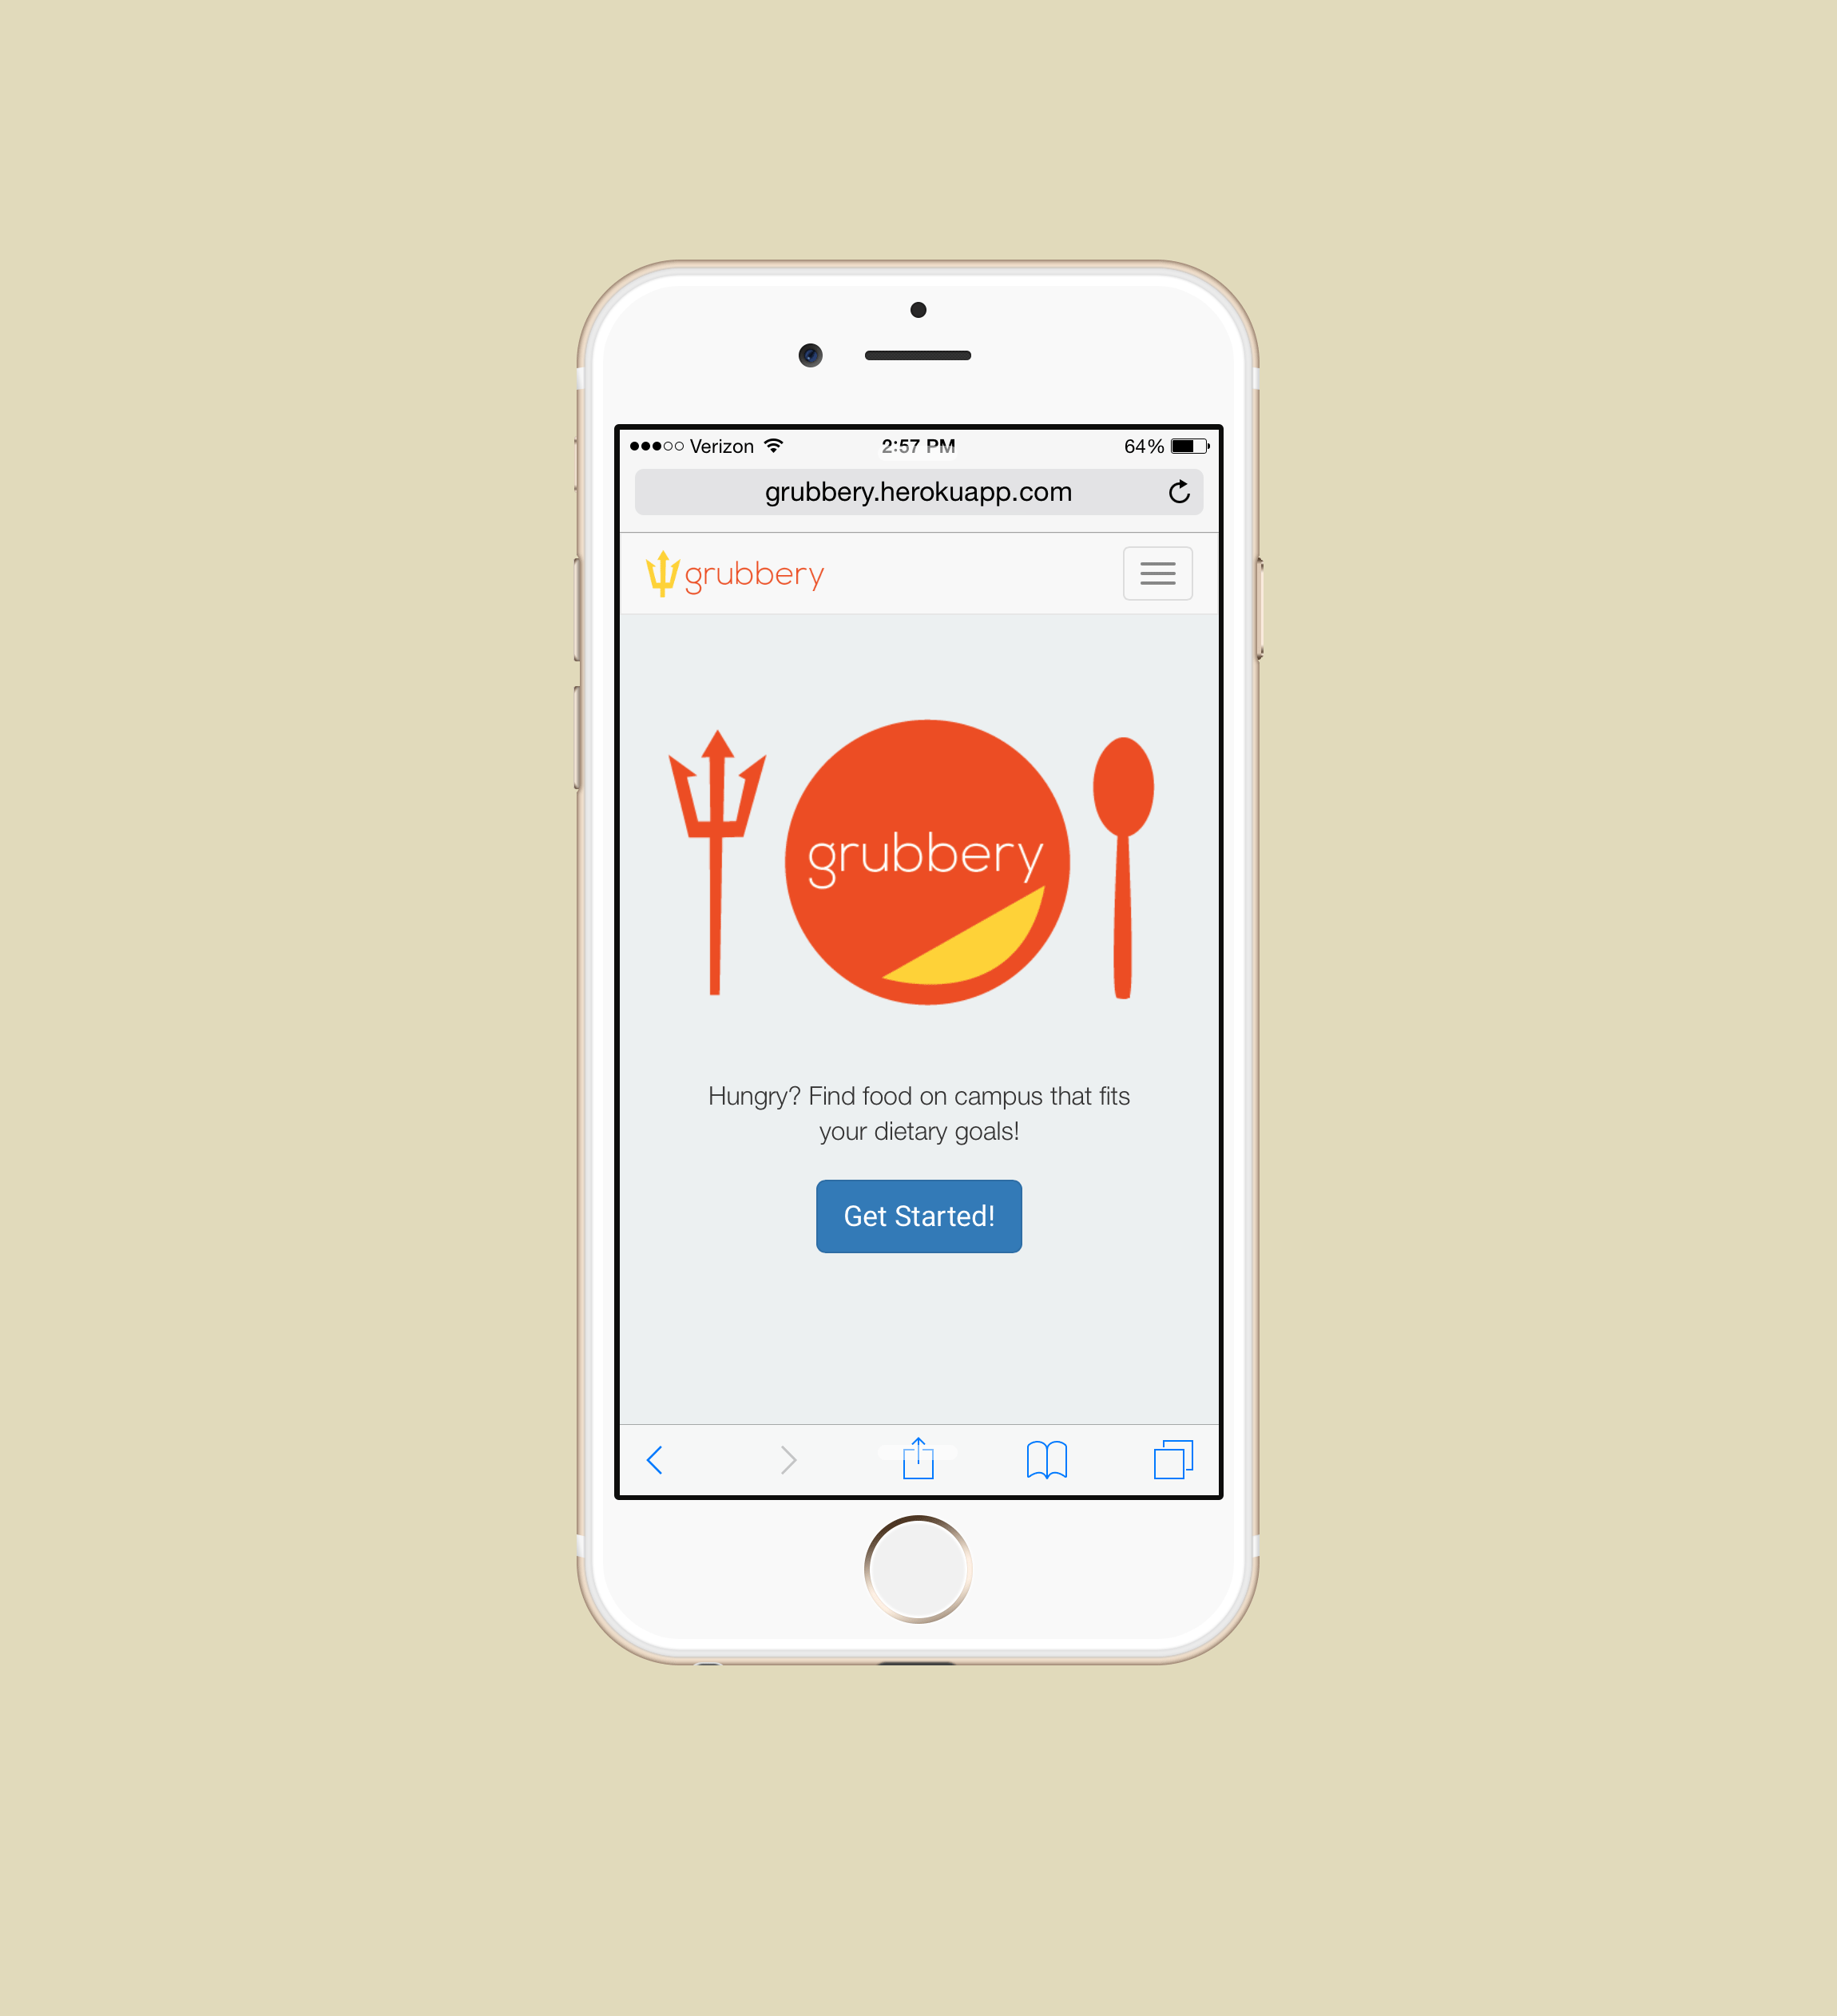 Verizon 2:57 PM 64%
grubbery.herokuapp.com
grubbery
grubbery
Hungry? Find food on campus that fits
your dietary goals!
Get Started!